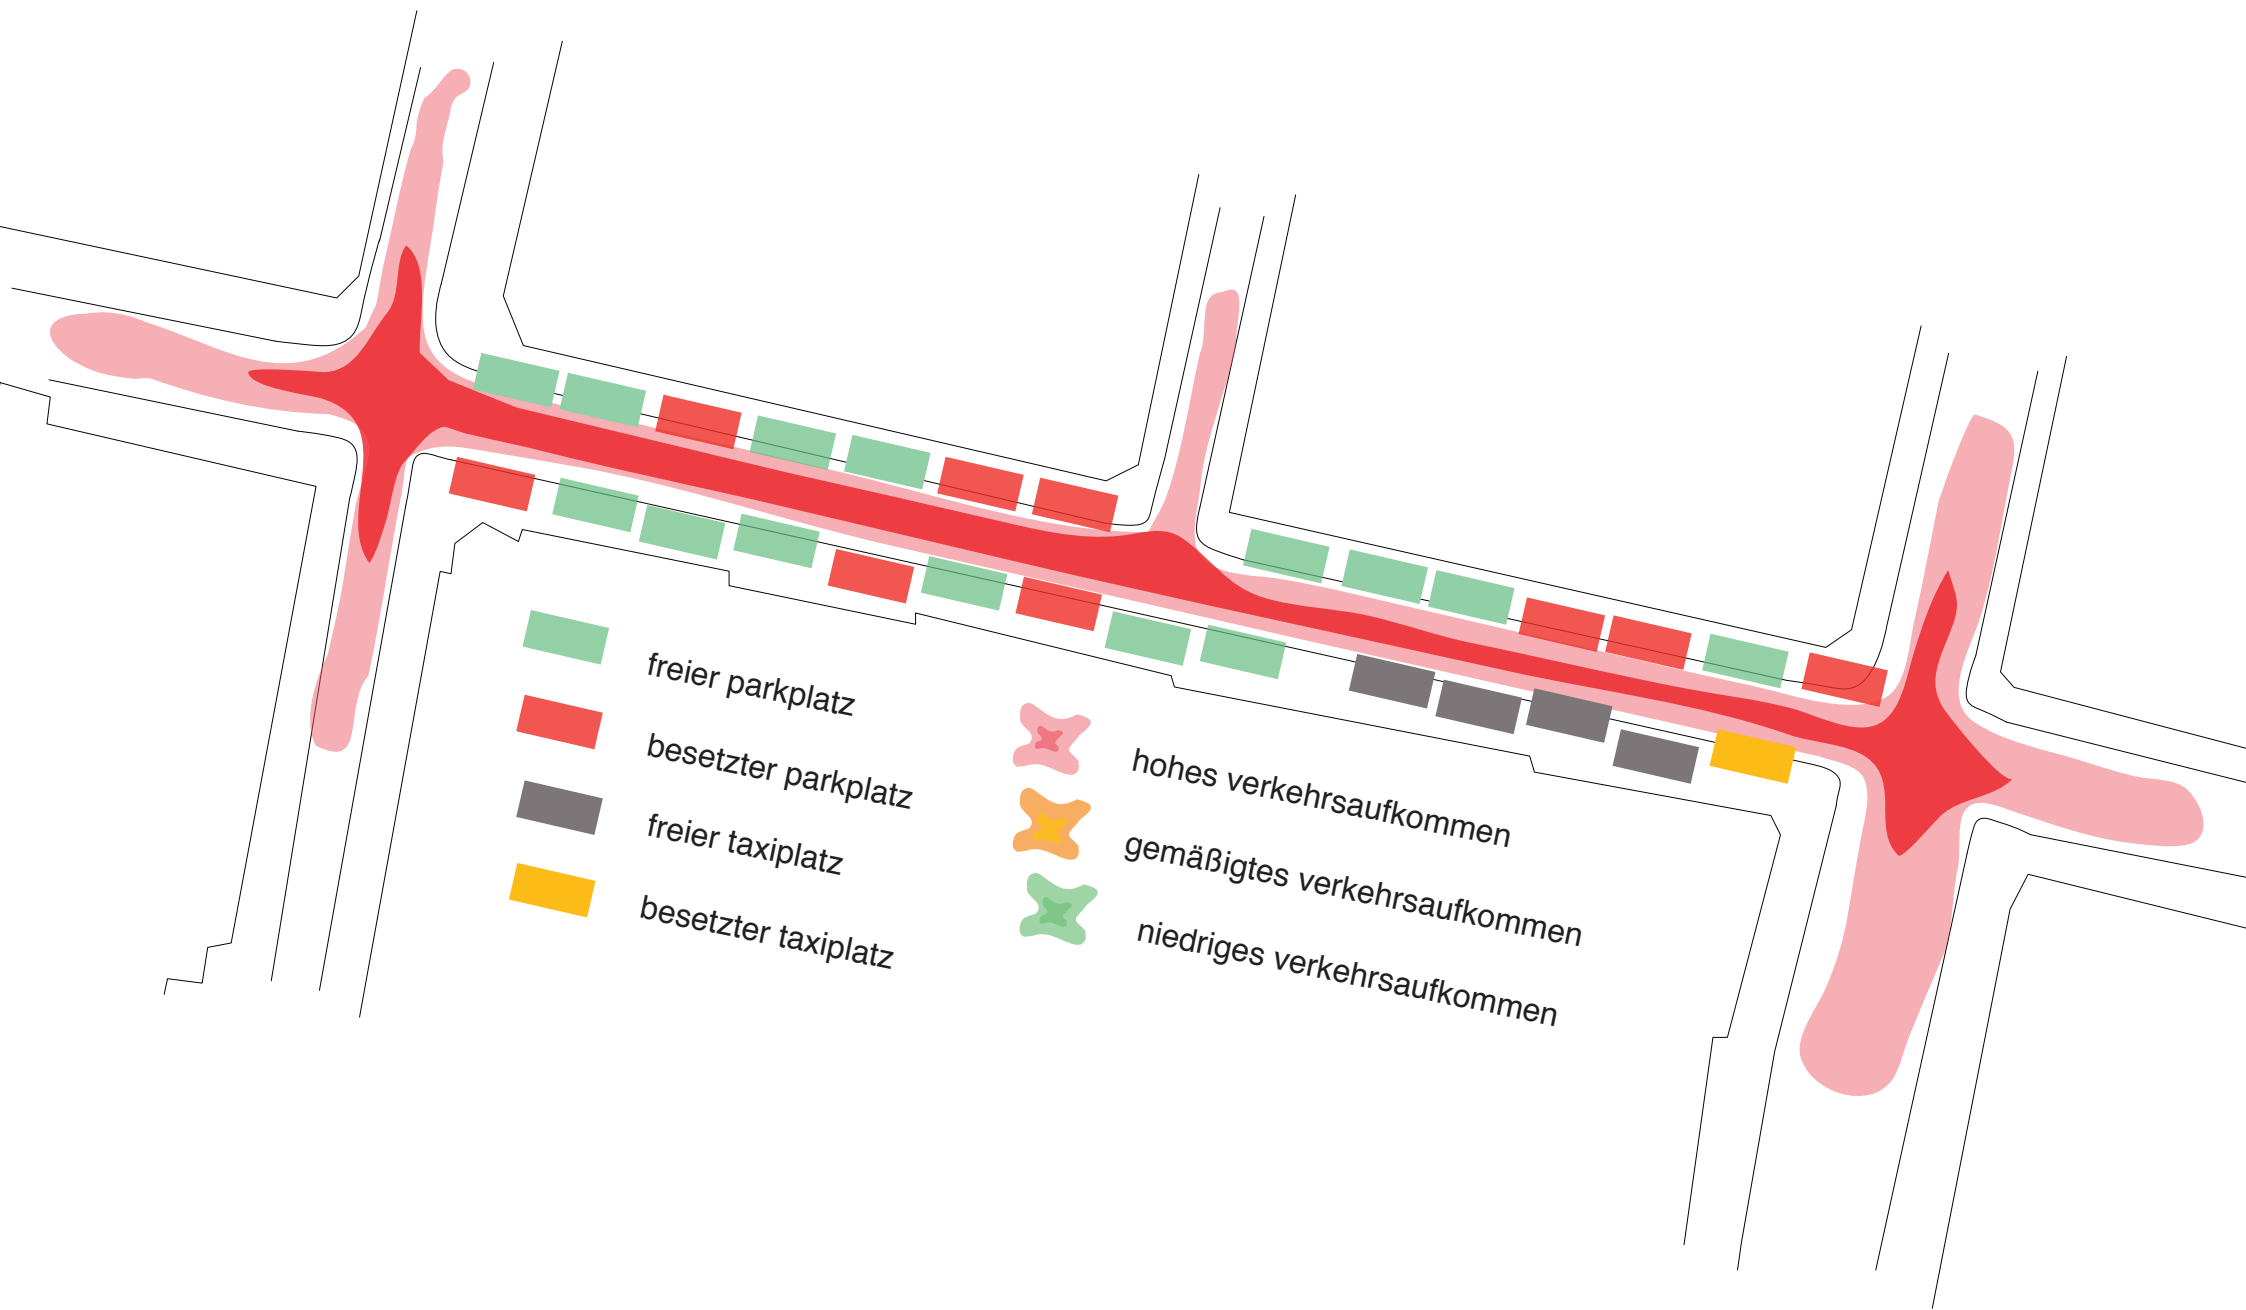 freier parkplatz
besetzter parkplatz
freier taxiplatz
besetzter taxiplatz
hohes verkehrsaufkommen
gemäßigtes verkehrsaufkommen
niedriges verkehrsaufkommen